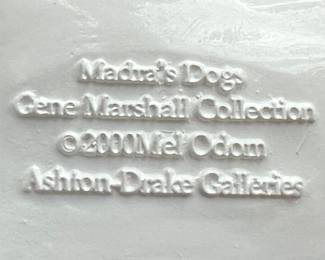 Madra's Dogs
Gene Marshall Collection
©2000Mel Odom
Ashton-Drake Galleries